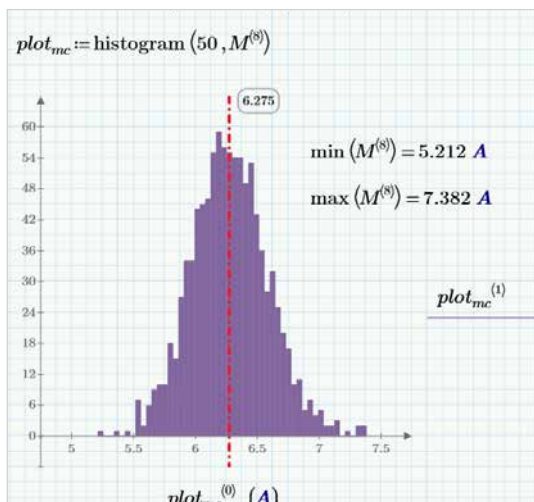 plot_mc := histogram (50, M^⟨8⟩)
6.275
60
54
48
42
36
30
24
18
12
6
0
min (M^⟨8⟩) = 5.212 A
max (M^⟨8⟩) = 7.382 A
plot_mc^⟨1⟩
5 5.5 6 6.5 7 7.5
plot_mc^⟨0⟩ (A)